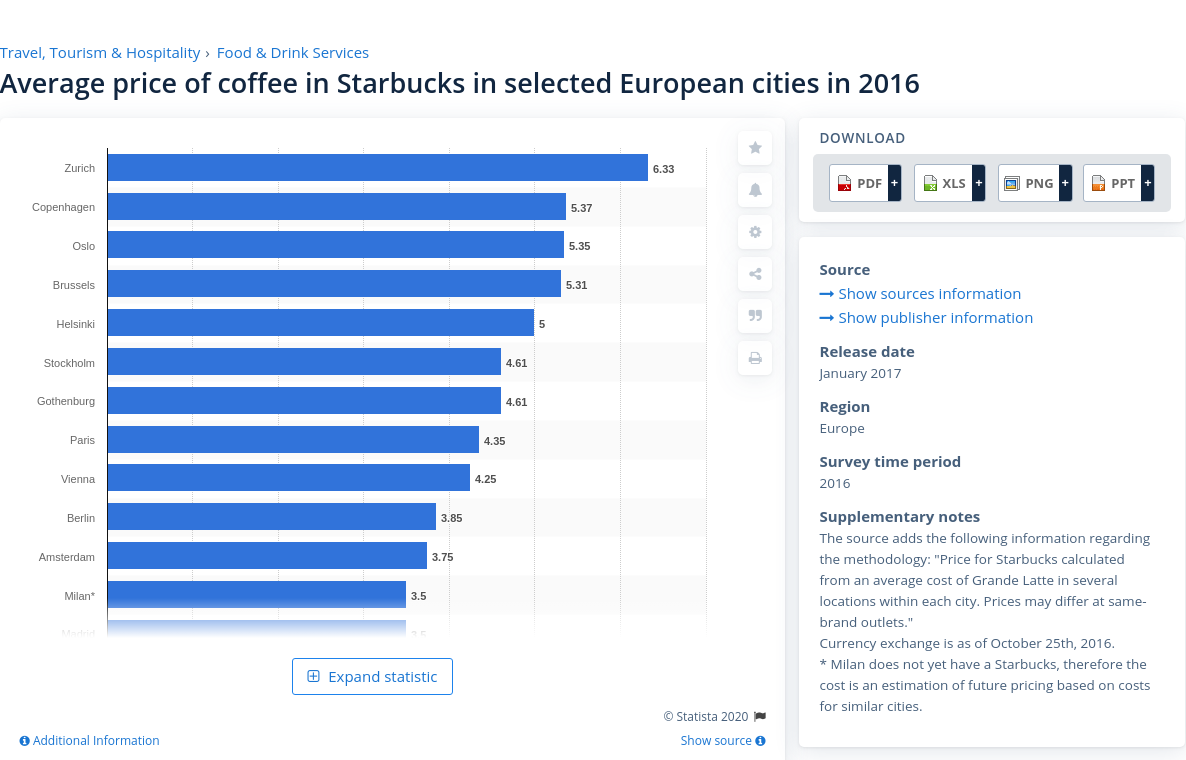 Travel, Tourism & Hospitality › Food & Drink Services
Average price of coffee in Starbucks in selected European cities in 2016
Zurich 6.33
Copenhagen 5.37
Oslo 5.35
Brussels 5.31
Helsinki 5
Stockholm 4.61
Gothenburg 4.61
Paris 4.35
Vienna 4.25
Berlin 3.85
Amsterdam 3.75
Milan* 3.5
Madrid 3.5
Expand statistic
© Statista 2020
Additional Information
Show source
DOWNLOAD
PDF + XLS + PNG + PPT +
Source
Show sources information
Show publisher information
Release date
January 2017
Region
Europe
Survey time period
2016
Supplementary notes
The source adds the following information regarding
the methodology: "Price for Starbucks calculated
from an average cost of Grande Latte in several
locations within each city. Prices may differ at same-
brand outlets."
Currency exchange is as of October 25th, 2016.
* Milan does not yet have a Starbucks, therefore the
cost is an estimation of future pricing based on costs
for similar cities.